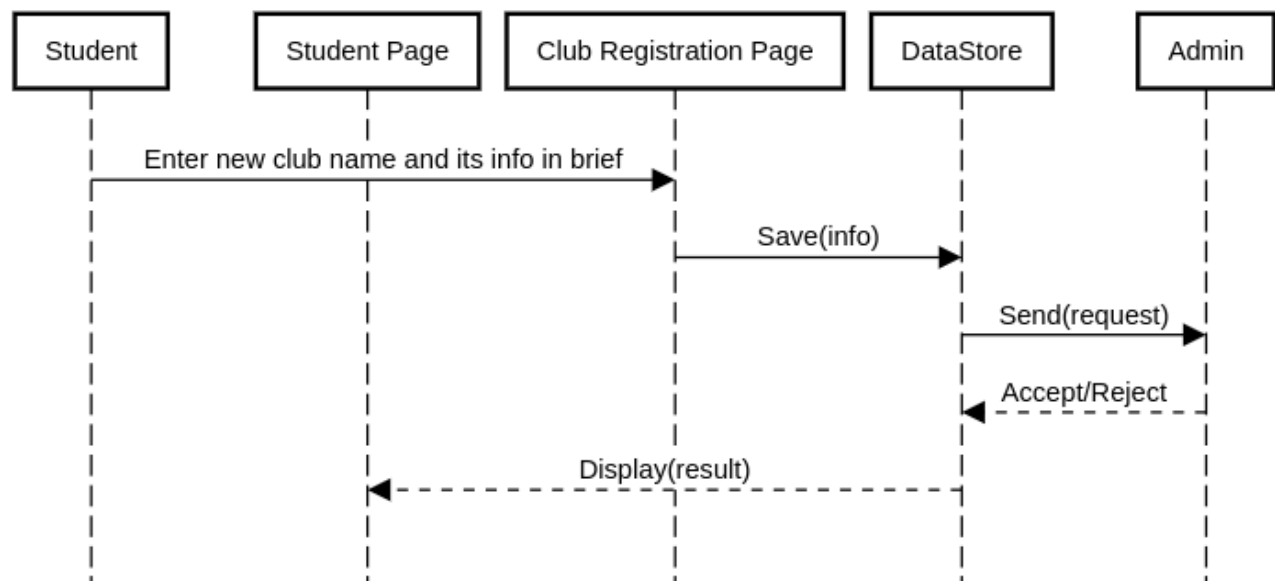 Student
Student Page
Club Registration Page
DataStore
Admin
Enter new club name and its info in brief
Save(info)
Send(request)
Accept/Reject
Display(result)